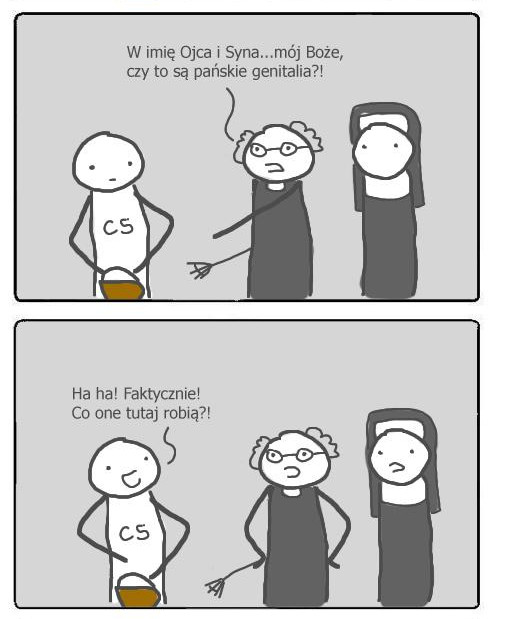 W imię Ojca i Syna...mój Boże,
czy to są pańskie genitalia?!
CS
Ha ha! Faktycznie!
Co one tutaj robią?!
CS